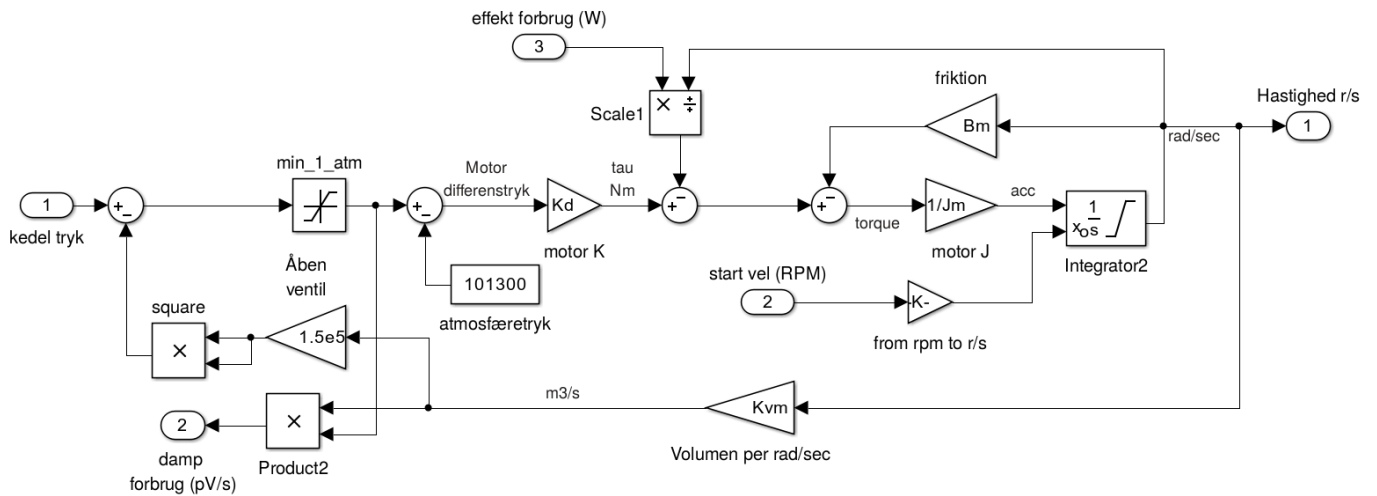 effekt forbrug (W)
3
×
÷
Scale1
friktion
Bm
Hastighed r/s
1
rad/sec
min_1_atm
Motor
differenstryk
tau
Nm
1
kedel tryk
+
−
+
−
Kd
motor K
+
−
+
−
torque
1/Jm
motor J
acc
1
s
xo
Integrator2
101300
atmosfæretryk
start vel (RPM)
2
-K-
from rpm to r/s
Åben
ventil
1.5e5
square
×
m3/s
Kvm
Volumen per rad/sec
2
damp
forbrug (pV/s)
×
Product2